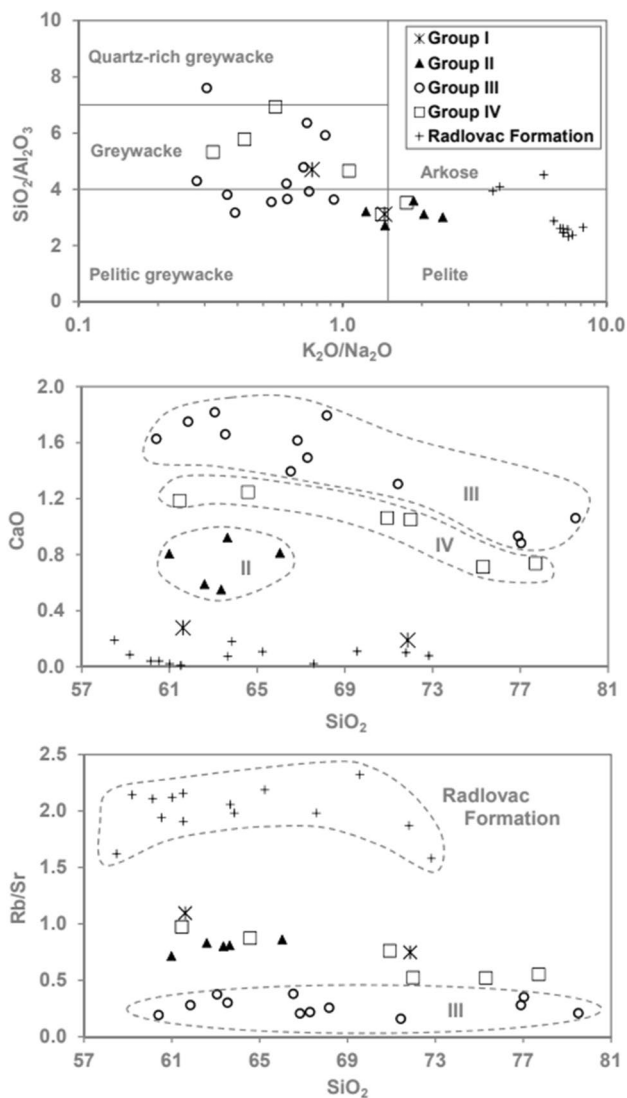 10
8
6
4
2
0
SiO₂/Al₂O₃
Quartz-rich greywacke
Greywacke
Pelitic greywacke
Arkose
Pelite
Group I
Group II
Group III
Group IV
Radlovac Formation
0.1 1.0 10.0
K₂O/Na₂O
2.0
1.6
1.2
0.8
0.4
0.0
CaO
III
IV
II
57 61 65 69 73 77 81
SiO₂
2.5
2.0
1.5
1.0
0.5
0.0
Rb/Sr
Radlovac
Formation
III
57 61 65 69 73 77 81
SiO₂